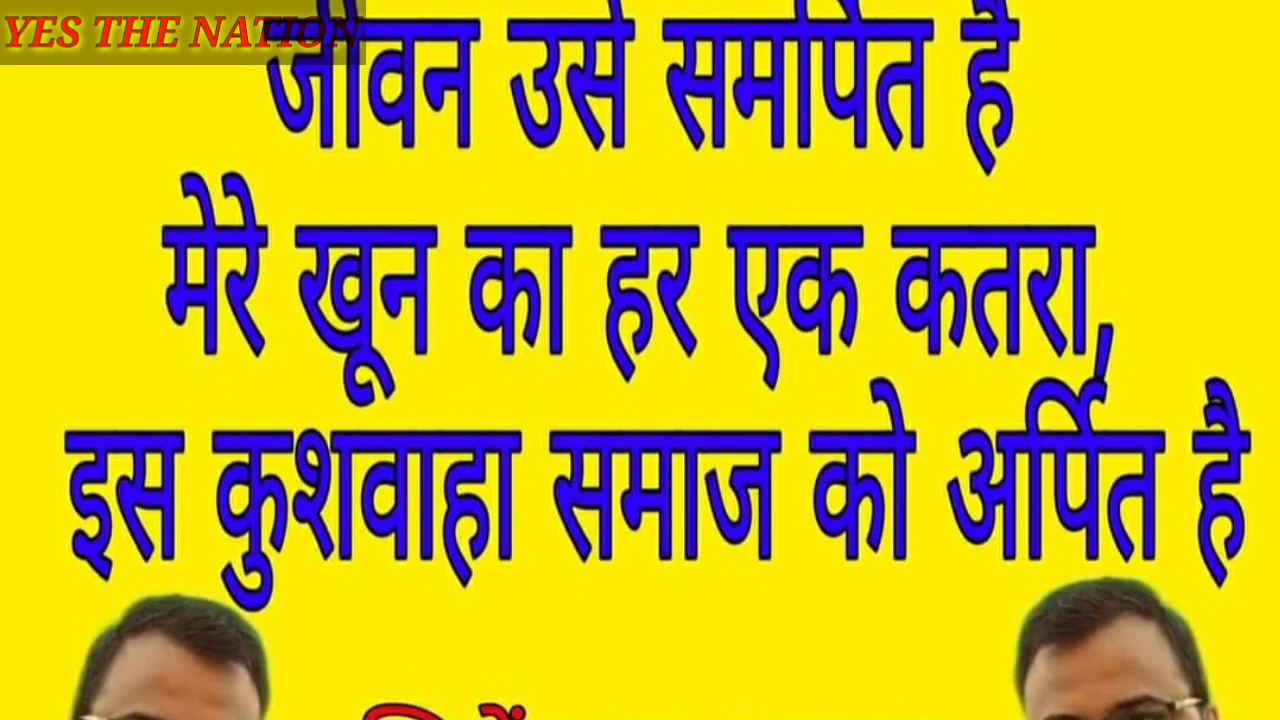 YES THE NATION
जीवन उसे समर्पित है
मेरे खून का हर एक कतरा,
इस कुशवाहा समाज को अर्पित है